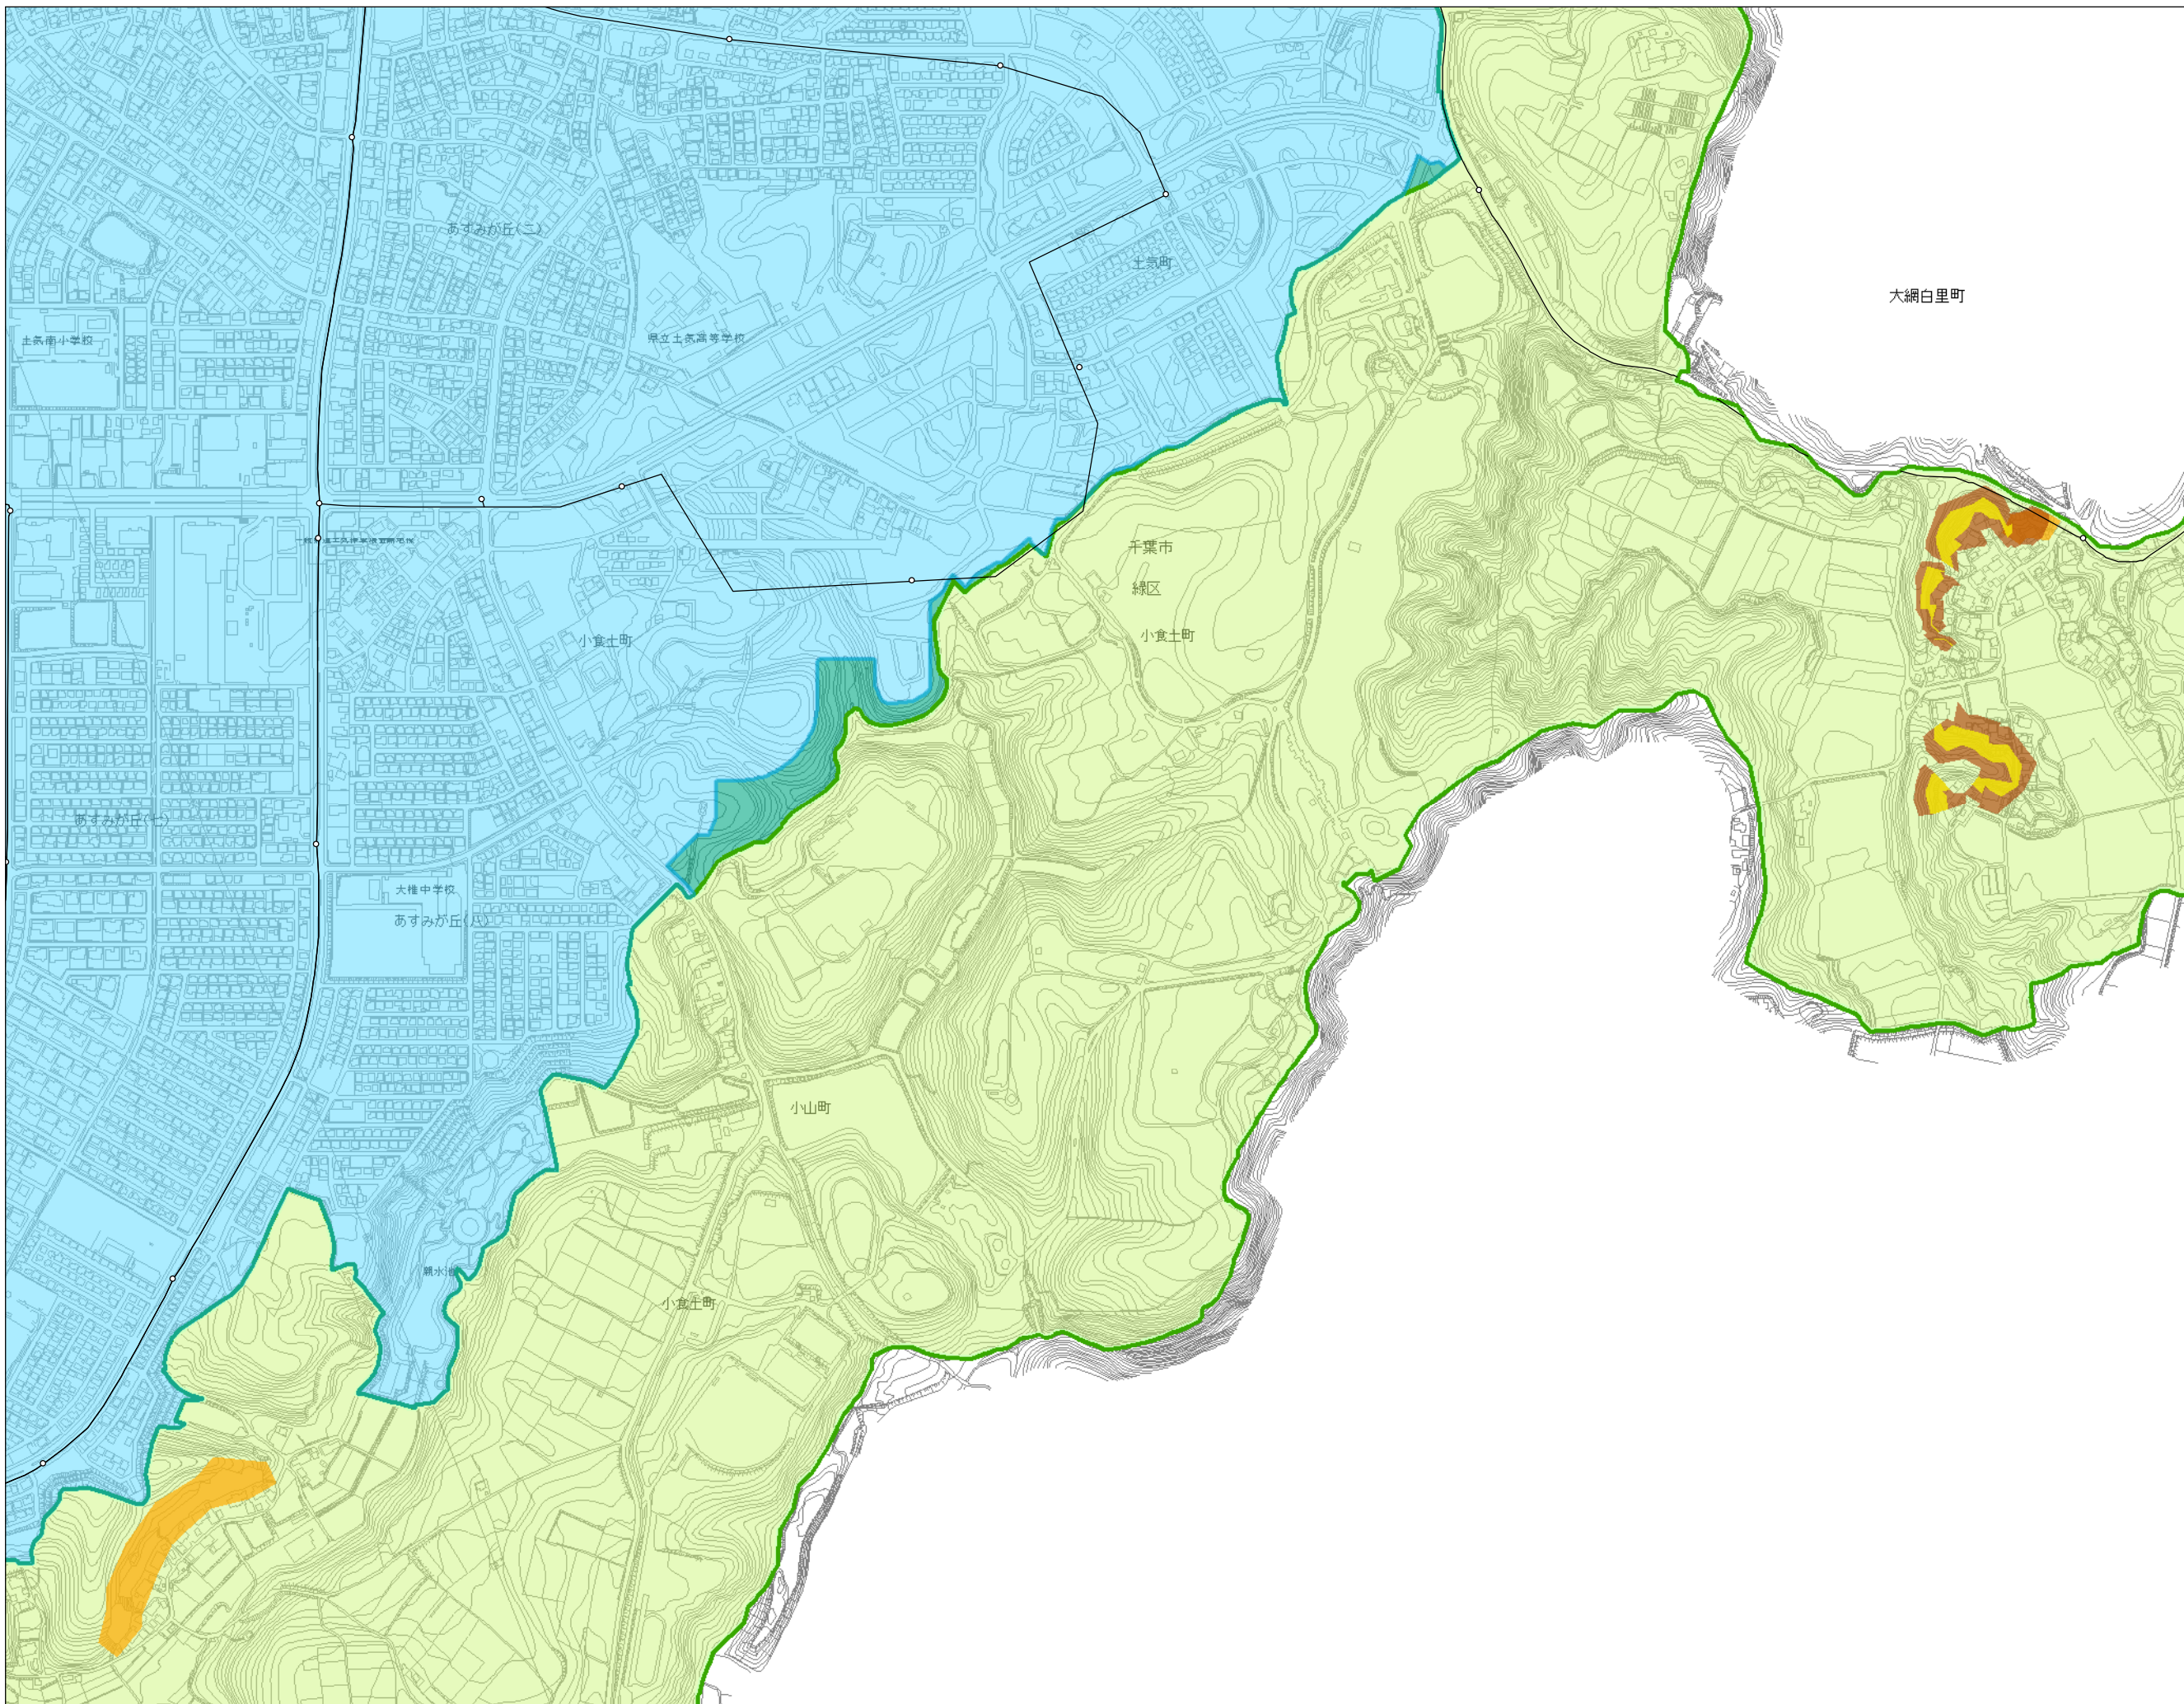 あすみが丘(二)
土気町
大網白里町
県立土気高等学校
土気南小学校
千葉市
緑区
小食土町
小食土町
あすみが丘(七)
大椎中学校
あすみが丘(八)
小山町
親水池
小食土町